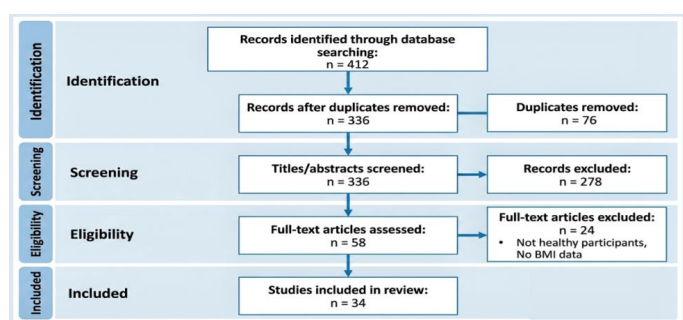 Identification
Identification
Records identified through database
searching:
n = 412
Records after duplicates removed:
n = 336
Duplicates removed:
n = 76
Screening
Screening
Titles/abstracts screened:
n = 336
Records excluded:
n = 278
Eligibility
Eligibility
Full-text articles assessed:
n = 58
Full-text articles excluded:
n = 24
• Not healthy participants,
No BMI data
Included
Included
Studies included in review:
n = 34